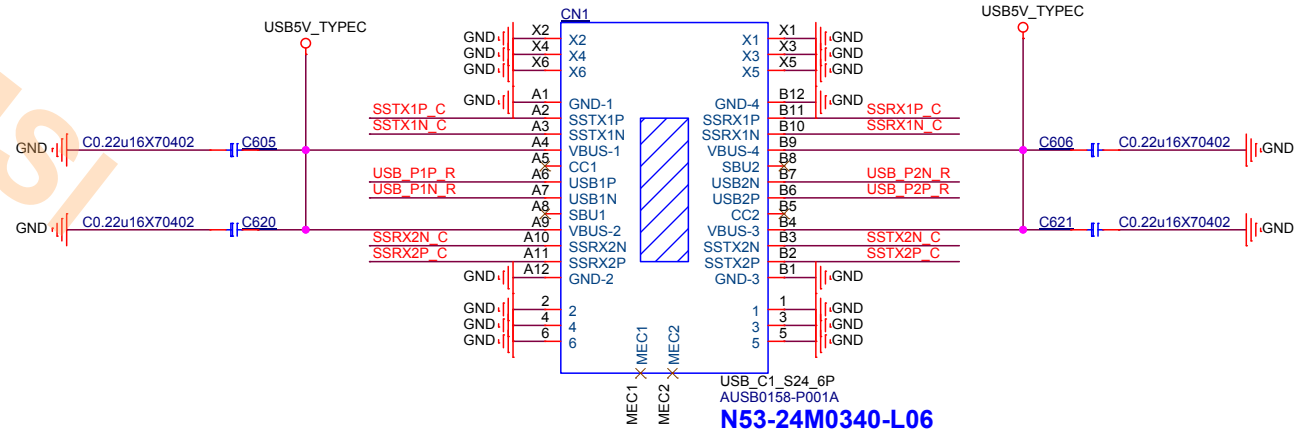 CN1
USB5V_TYPEC
USB5V_TYPEC
GND X2 X2 X1 X1 GND
GND X4 X4 X3 X3 GND
GND X6 X6 X5 X5 GND
GND A1 GND-1 GND-4 B12 GND
SSTX1P_C A2 SSTX1P SSRX1P B11 SSRX1P_C
SSTX1N_C A3 SSTX1N SSRX1N B10 SSRX1N_C
GND C0.22u16X70402 C605 A4 VBUS-1 VBUS-4 B9 C606 C0.22u16X70402 GND
A5 CC1 SBU2 B8
USB_P1P_R A6 USB1P USB2N B7 USB_P2N_R
USB_P1N_R A7 USB1N USB2P B6 USB_P2P_R
A8 SBU1 CC2 B5
GND C0.22u16X70402 C620 A9 VBUS-2 VBUS-3 B4 C621 C0.22u16X70402 GND
SSRX2N_C A10 SSRX2N SSTX2N B3 SSTX2N_C
SSRX2P_C A11 SSRX2P SSTX2P B2 SSTX2P_C
GND A12 GND-2 GND-3 B1 GND
GND 2 2 1 1 GND
GND 4 4 3 3 GND
GND 6 6 5 5 GND
MEC1 MEC2
MEC1 MEC2
USB_C1_S24_6P
AUSB0158-P001A
N53-24M0340-L06